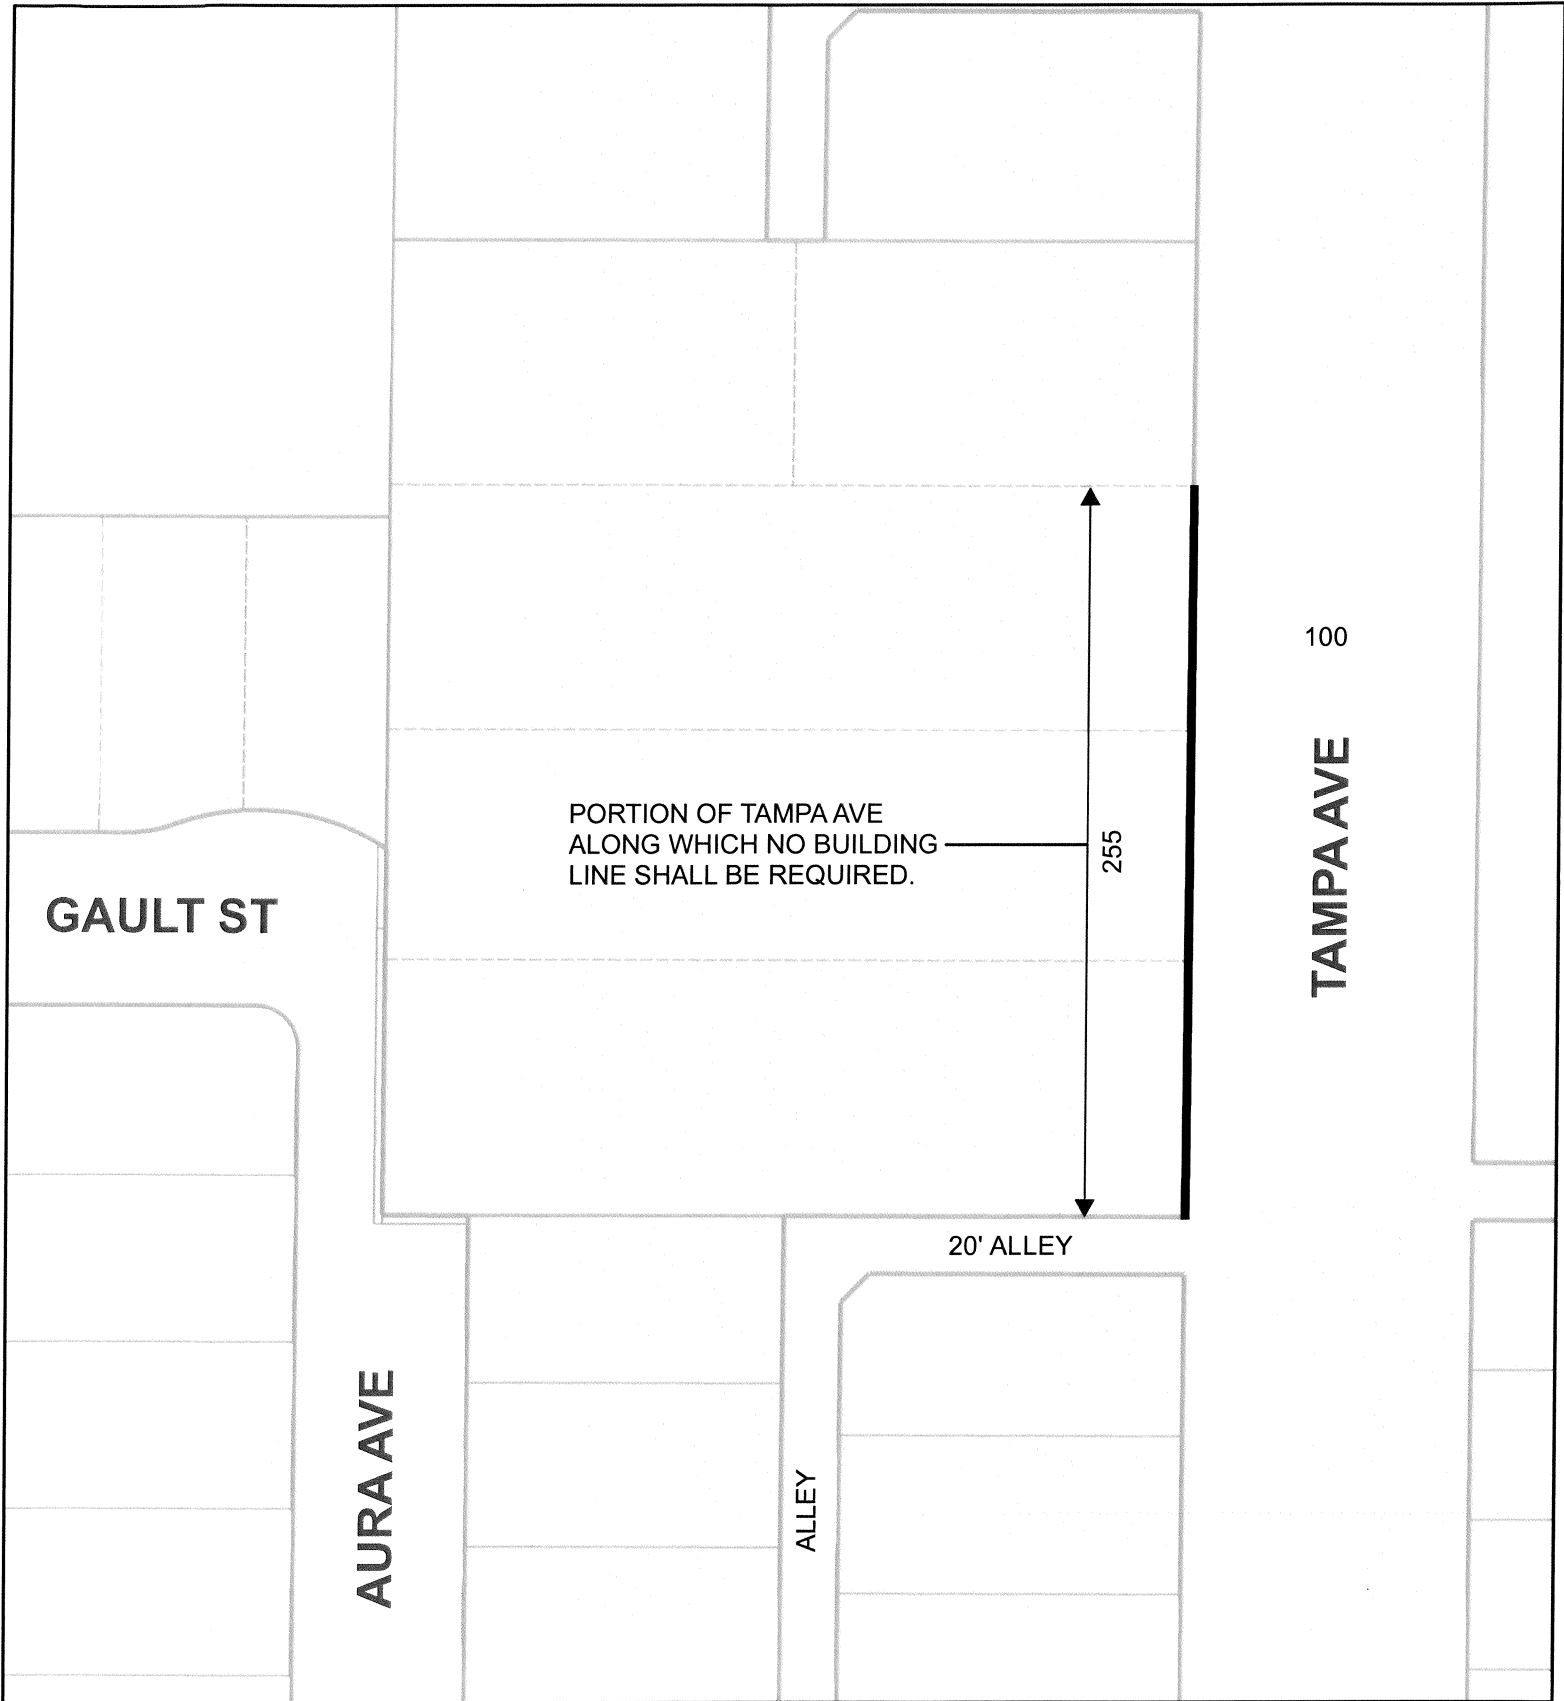 100
TAMPA AVE
PORTION OF TAMPA AVE
ALONG WHICH NO BUILDING
LINE SHALL BE REQUIRED.
255
GAULT ST
20' ALLEY
AURA AVE
ALLEY